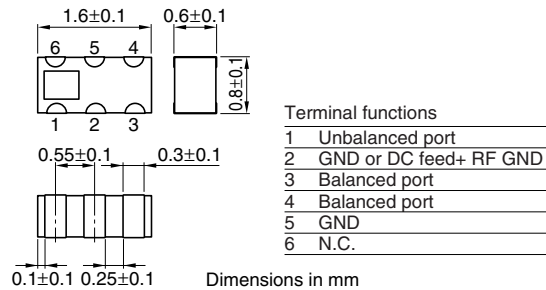 1.6±0.1
0.6±0.1
6 5 4
0.8±0.1
1 2 3
0.55±0.1
0.3±0.1
0.1±0.1
0.25±0.1
Dimensions in mm
Terminal functions
1 Unbalanced port
2 GND or DC feed+ RF GND
3 Balanced port
4 Balanced port
5 GND
6 N.C.